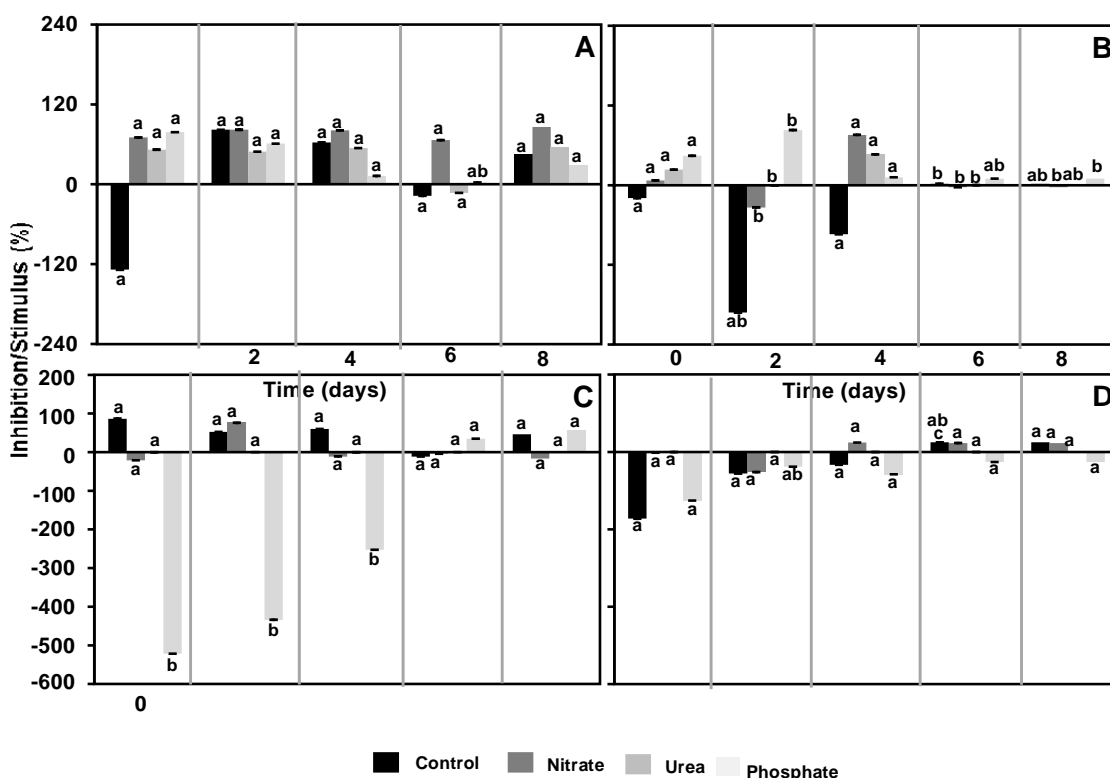 Inhibition/Stimulus (%)
240
120
0
-120
-240
A
a a a a
a a a a
a a a a
a a a ab
a a a a
2 4 6 8
Time (days)
B
a a a a
ab b b b
a a a a
b b b ab
ab b ab b
0 2 4 6 8
Time (days)
200
100
0
-100
-200
-300
-400
-500
-600
C
a a a b
a a a b
a a a b
a a a a
a a a a
0
D
a a a a
a a a ab
a a a a
ab
c a a a
a a a a
Control Nitrate Urea Phosphate